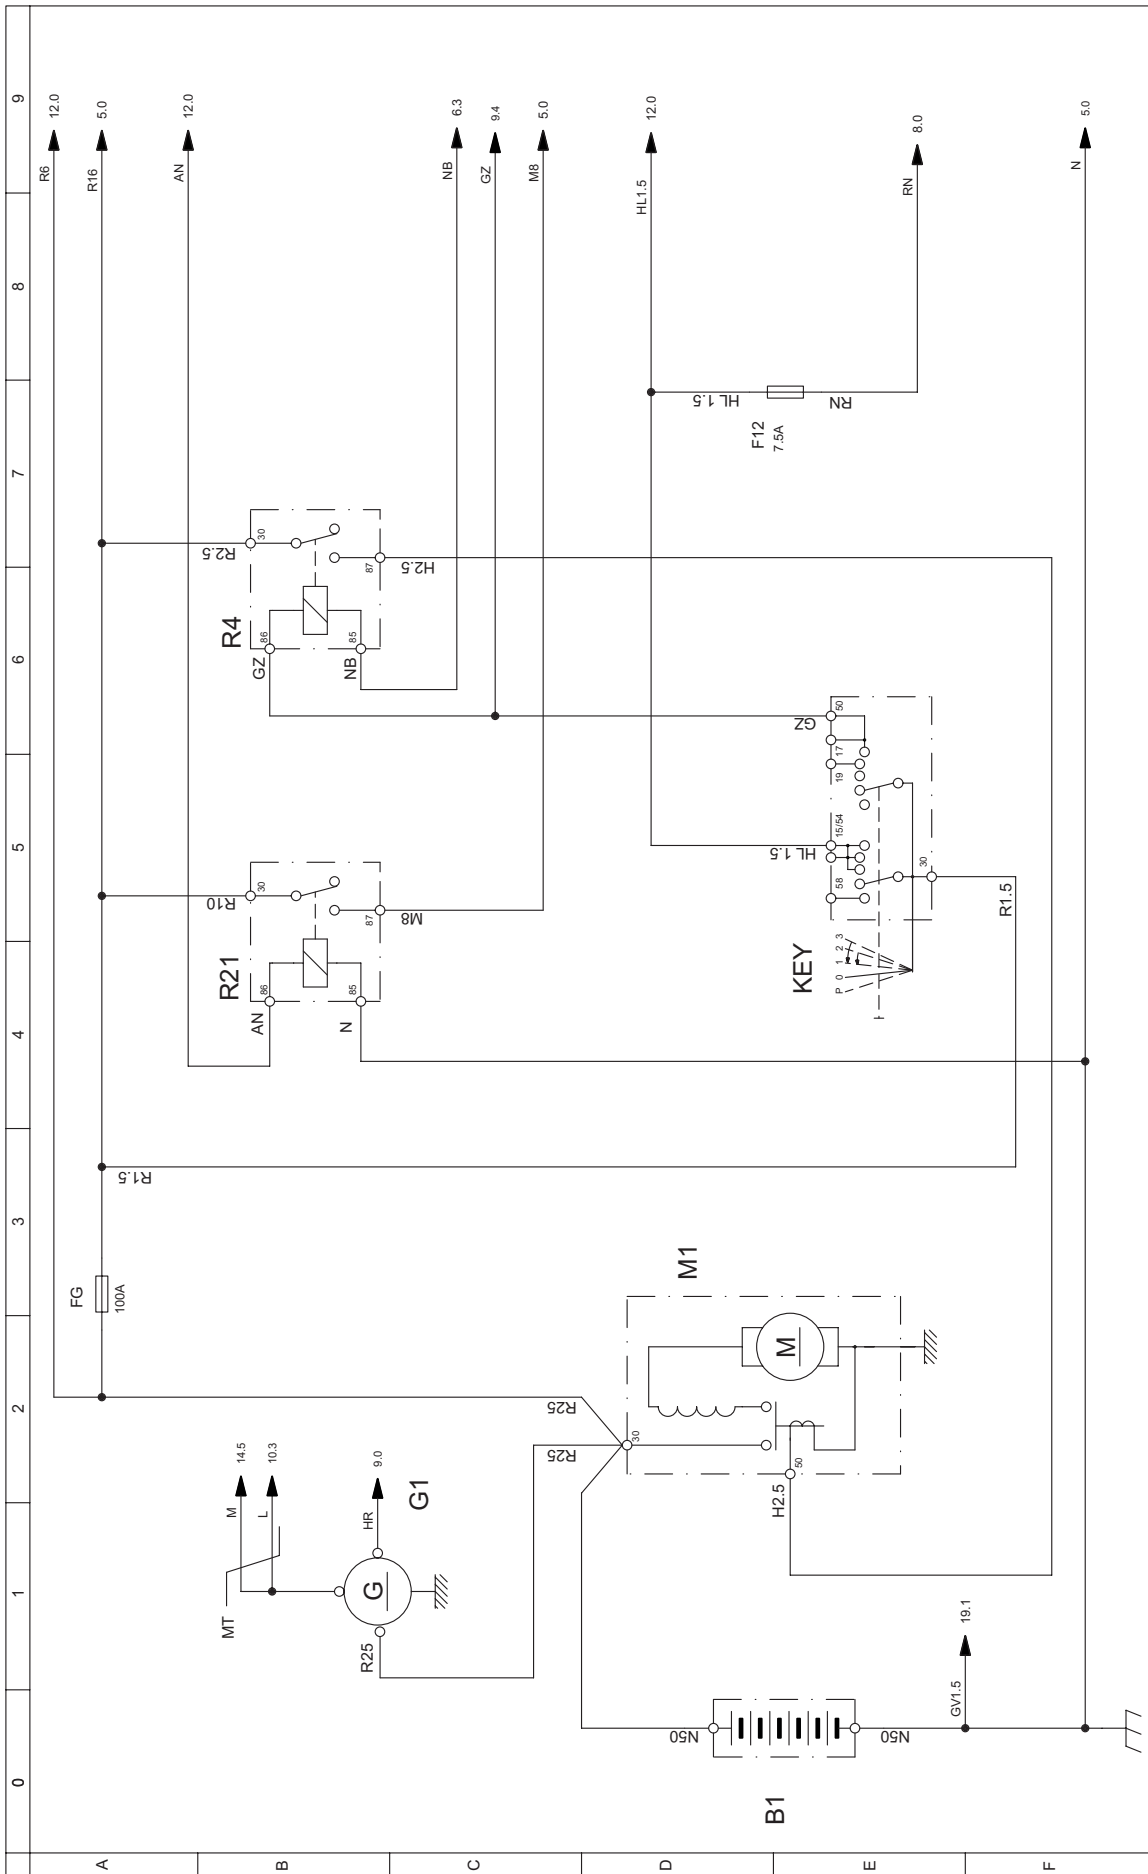 9
8
7
6
5
4
3
2
1
0
A
B
C
D
E
F
R6
12.0
R16
5.0
AN
12.0
NB
6.3
GZ
9.4
M8
5.0
HL1.5
12.0
RN
8.0
N
5.0
HL 1.5
F12
7.5A
RN
R2.5
30
87
H2.5
R4
86
GZ
85
NB
GZ
50
17
19
15/54
58
30
HL 1.5
R1.5
KEY
P 0 1 2 3
R10
30
87
M8
R21
86
AN
85
N
R1.5
FG
100A
M1
M
R25
R25
30
50
H2.5
M
14.5
L
10.3
HR
9.0
G1
G
MT
R25
GV1.5
19.1
N50
N50
B1